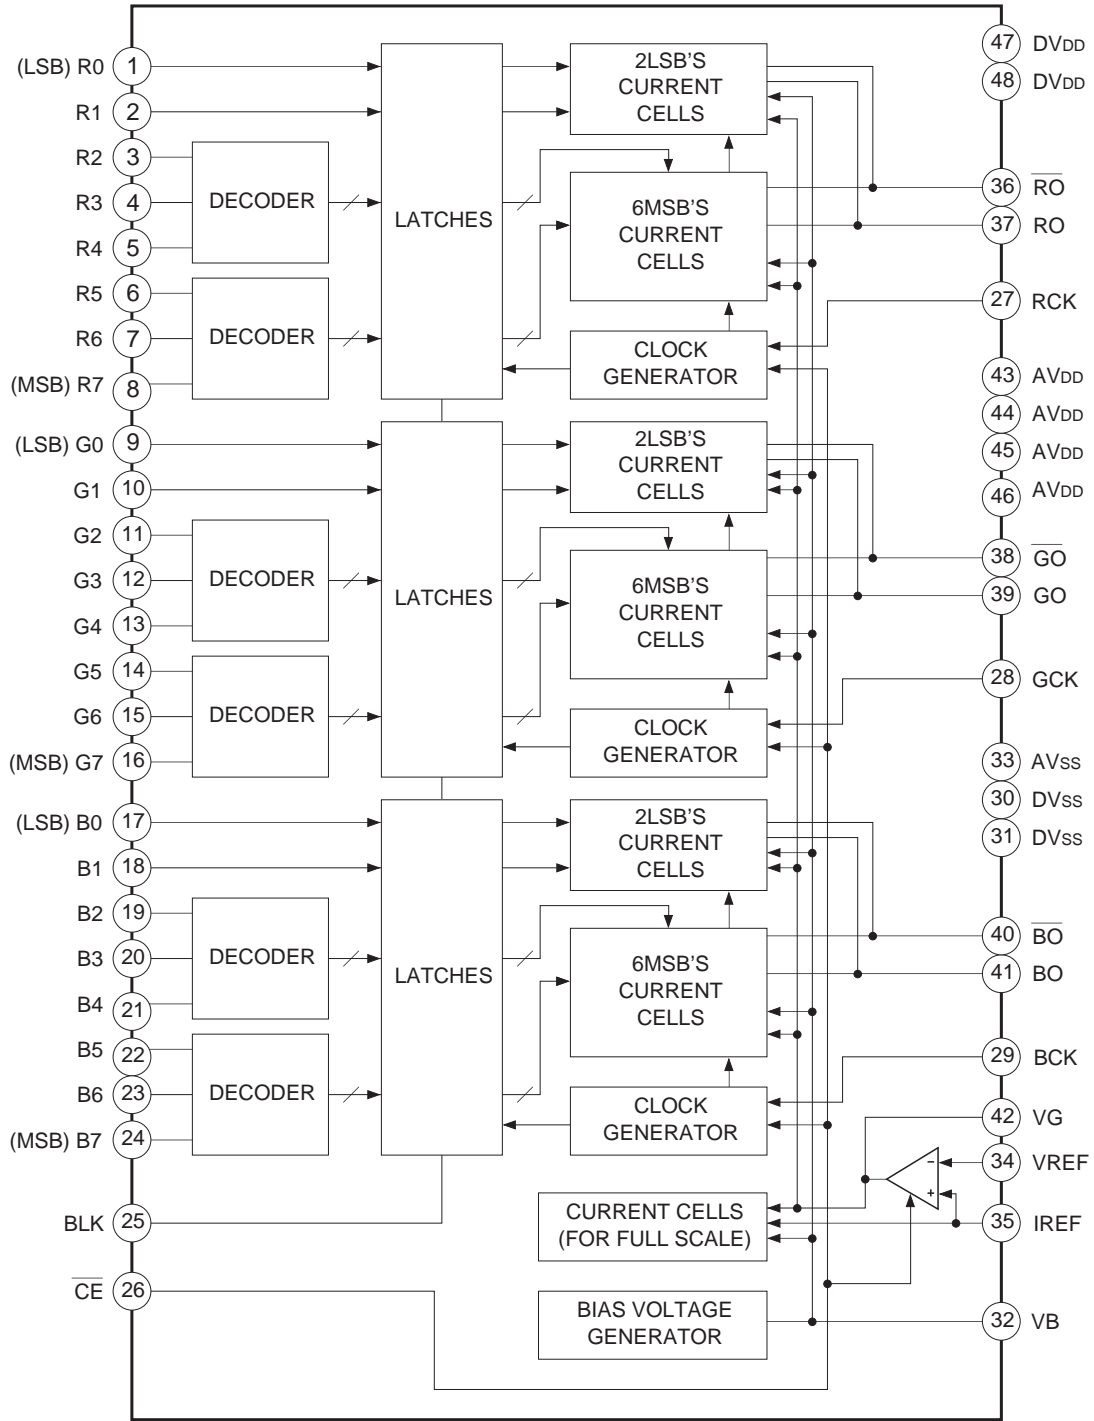 (LSB) R0 1
R1 2
R2 3
R3 4
R4 5
R5 6
R6 7
(MSB) R7 8
(LSB) G0 9
G1 10
G2 11
G3 12
G4 13
G5 14
G6 15
(MSB) G7 16
(LSB) B0 17
B1 18
B2 19
B3 20
B4 21
B5 22
B6 23
(MSB) B7 24
BLK 25
C̅E̅ 26
DECODER
DECODER
LATCHES
2LSB'S
CURRENT
CELLS
6MSB'S
CURRENT
CELLS
CLOCK
GENERATOR
DECODER
DECODER
LATCHES
2LSB'S
CURRENT
CELLS
6MSB'S
CURRENT
CELLS
CLOCK
GENERATOR
DECODER
DECODER
LATCHES
2LSB'S
CURRENT
CELLS
6MSB'S
CURRENT
CELLS
CLOCK
GENERATOR
CURRENT CELLS
(FOR FULL SCALE)
BIAS VOLTAGE
GENERATOR
−
+
47 DVDD
48 DVDD
36 R̅O̅
37 RO
27 RCK
43 AVDD
44 AVDD
45 AVDD
46 AVDD
38 G̅O̅
39 GO
28 GCK
33 AVSS
30 DVSS
31 DVSS
40 B̅O̅
41 BO
29 BCK
42 VG
34 VREF
35 IREF
32 VB